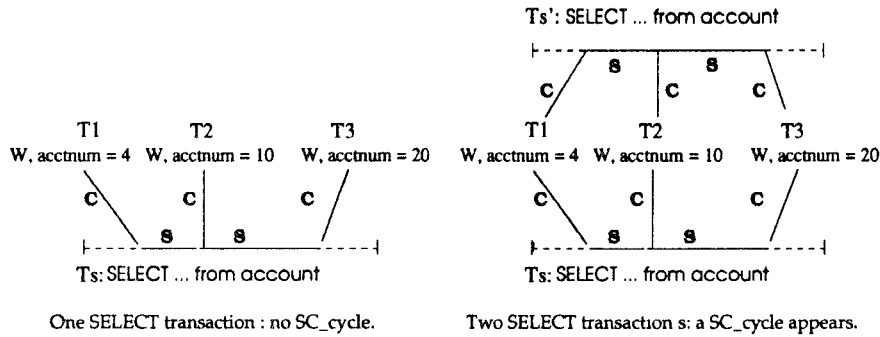 Ts': SELECT ... from account
S S
C C C
T1 T2 T3 T1 T2 T3
W, acctnum = 4 W, acctnum = 10 W, acctnum = 20 W, acctnum = 4 W, acctnum = 10 W, acctnum = 20
C C C C C C
S S S S
Ts: SELECT ... from account Ts: SELECT ... from account
One SELECT transaction : no SC_cycle. Two SELECT transaction s: a SC_cycle appears.